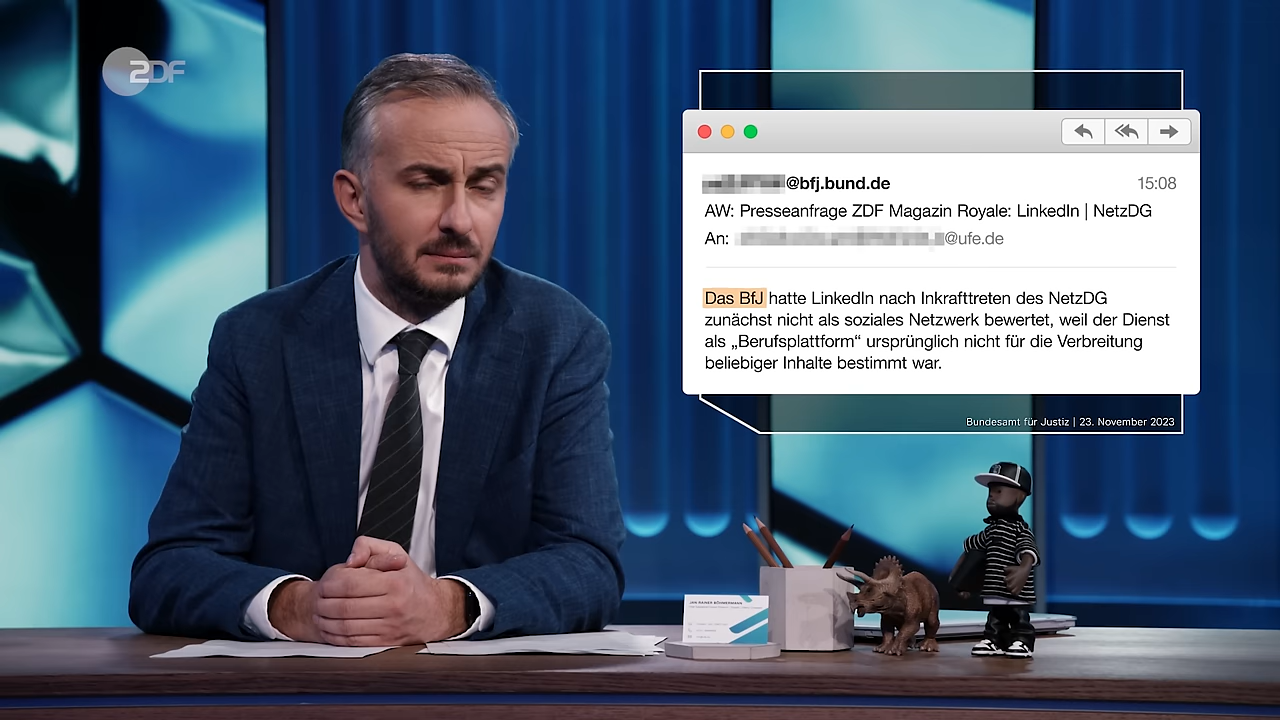 ZDF
@bfj.bund.de
15:08
AW: Presseanfrage ZDF Magazin Royale: LinkedIn | NetzDG
An: @ufe.de
Das BfJ hatte LinkedIn nach Inkrafttreten des NetzDG
zunächst nicht als soziales Netzwerk bewertet, weil der Dienst
als „Berufsplattform“ ursprünglich nicht für die Verbreitung
beliebiger Inhalte bestimmt war.
Bundesamt für Justiz | 23. November 2023
JAN RAINER BÖHMERMANN